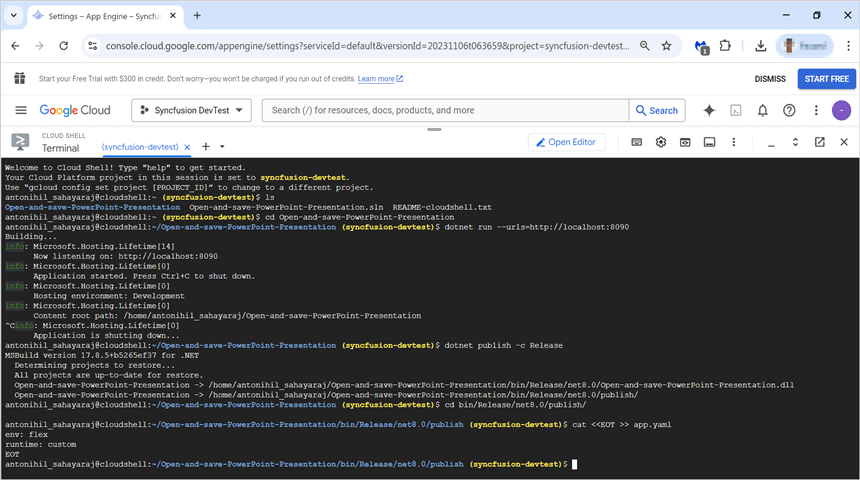 Settings – App Engine – Syncfu
console.cloud.google.com/appengine/settings?serviceId=default&versionId=20231106t063659&project=syncfusion-devtest...
1
Start your Free Trial with $300 in credit. Don't worry—you won't be charged if you run out of credits. Learn more
DISMISS
START FREE
Google Cloud
Syncfusion DevTest
Search (/) for resources, docs, products, and more
Search
CLOUD SHELL
Terminal
(syncfusion-devtest)
Open Editor
Welcome to Cloud Shell! Type "help" to get started.
Your Cloud Platform project in this session is set to syncfusion-devtest.
Use "gcloud config set project [PROJECT_ID]" to change to a different project.
antonihil_sahayaraj@cloudshell:~ (syncfusion-devtest)$ ls
Open-and-save-PowerPoint-Presentation  Open-and-save-PowerPoint-Presentation.sln  README-cloudshell.txt
antonihil_sahayaraj@cloudshell:~ (syncfusion-devtest)$ cd Open-and-save-PowerPoint-Presentation
antonihil_sahayaraj@cloudshell:~/Open-and-save-PowerPoint-Presentation (syncfusion-devtest)$ dotnet run --urls=http://localhost:8090
Building...
info: Microsoft.Hosting.Lifetime[14]
Now listening on: http://localhost:8090
info: Microsoft.Hosting.Lifetime[0]
Application started. Press Ctrl+C to shut down.
info: Microsoft.Hosting.Lifetime[0]
Hosting environment: Development
info: Microsoft.Hosting.Lifetime[0]
Content root path: /home/antonihil_sahayaraj/Open-and-save-PowerPoint-Presentation
^Cinfo: Microsoft.Hosting.Lifetime[0]
Application is shutting down...
antonihil_sahayaraj@cloudshell:~/Open-and-save-PowerPoint-Presentation (syncfusion-devtest)$ dotnet publish -c Release
MSBuild version 17.8.5+b5265ef37 for .NET
Determining projects to restore...
All projects are up-to-date for restore.
Open-and-save-PowerPoint-Presentation -> /home/antonihil_sahayaraj/Open-and-save-PowerPoint-Presentation/bin/Release/net8.0/Open-and-save-PowerPoint-Presentation.dll
Open-and-save-PowerPoint-Presentation -> /home/antonihil_sahayaraj/Open-and-save-PowerPoint-Presentation/bin/Release/net8.0/publish/
antonihil_sahayaraj@cloudshell:~/Open-and-save-PowerPoint-Presentation (syncfusion-devtest)$ cd bin/Release/net8.0/publish/
antonihil_sahayaraj@cloudshell:~/Open-and-save-PowerPoint-Presentation/bin/Release/net8.0/publish (syncfusion-devtest)$ cat <<EOT >> app.yaml
env: flex
runtime: custom
EOT
antonihil_sahayaraj@cloudshell:~/Open-and-save-PowerPoint-Presentation/bin/Release/net8.0/publish (syncfusion-devtest)$